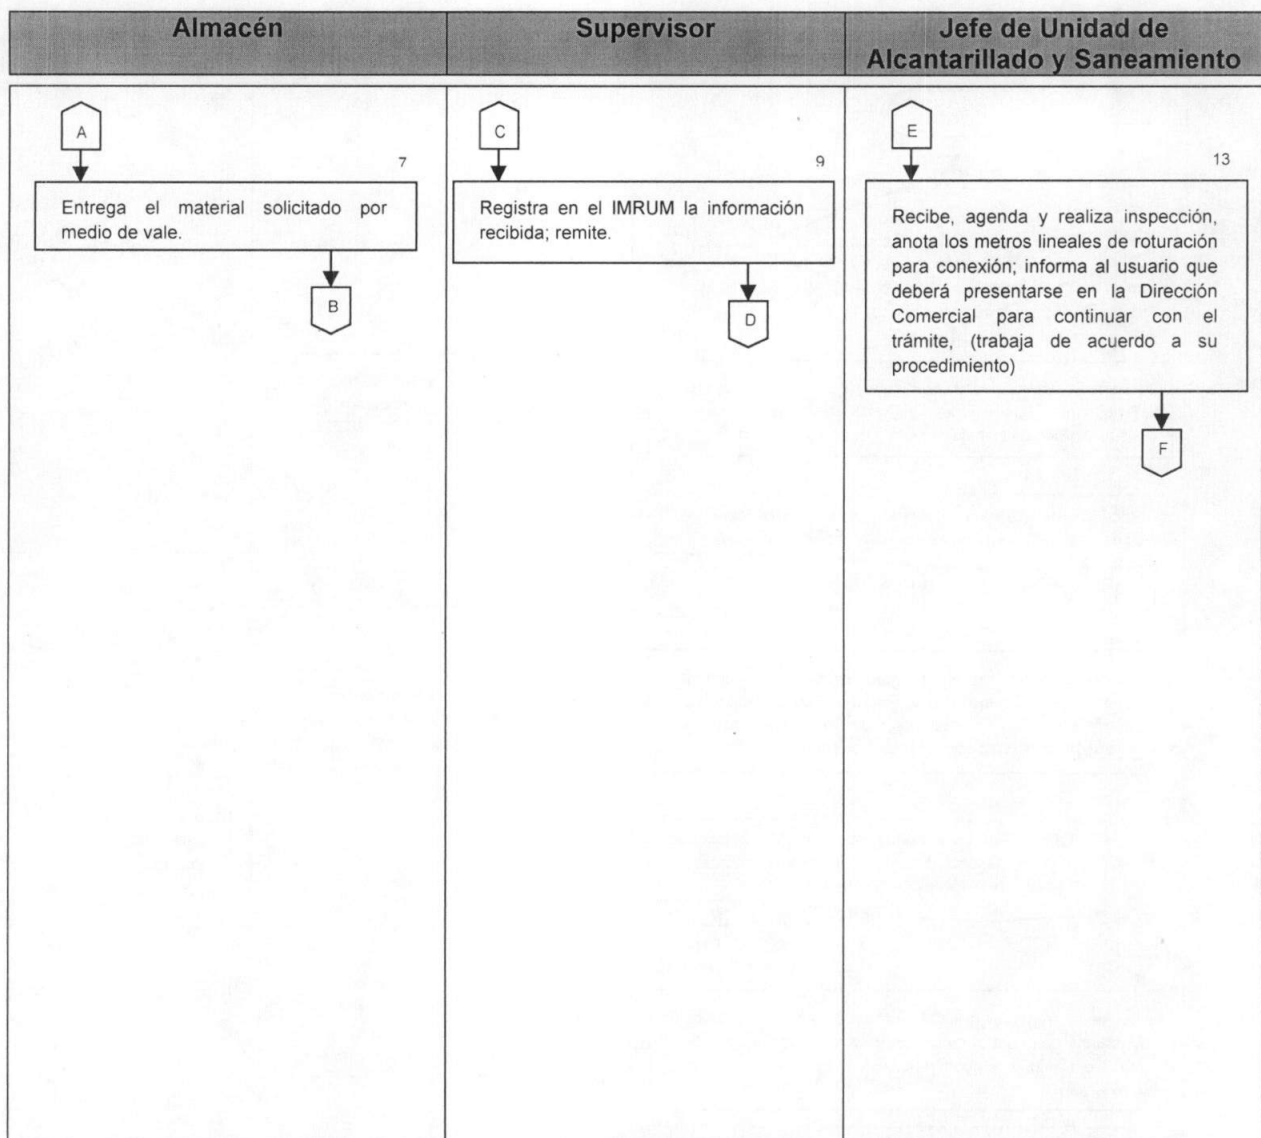 Almacén
Supervisor
Jefe de Unidad de
Alcantarillado y Saneamiento
A
7
Entrega el material solicitado por
medio de vale.
B
C
9
Registra en el IMRUM la información
recibida; remite.
D
E
13
Recibe, agenda y realiza inspección,
anota los metros lineales de roturación
para conexión; informa al usuario que
deberá presentarse en la Dirección
Comercial para continuar con el
trámite, (trabaja de acuerdo a su
procedimiento)
F